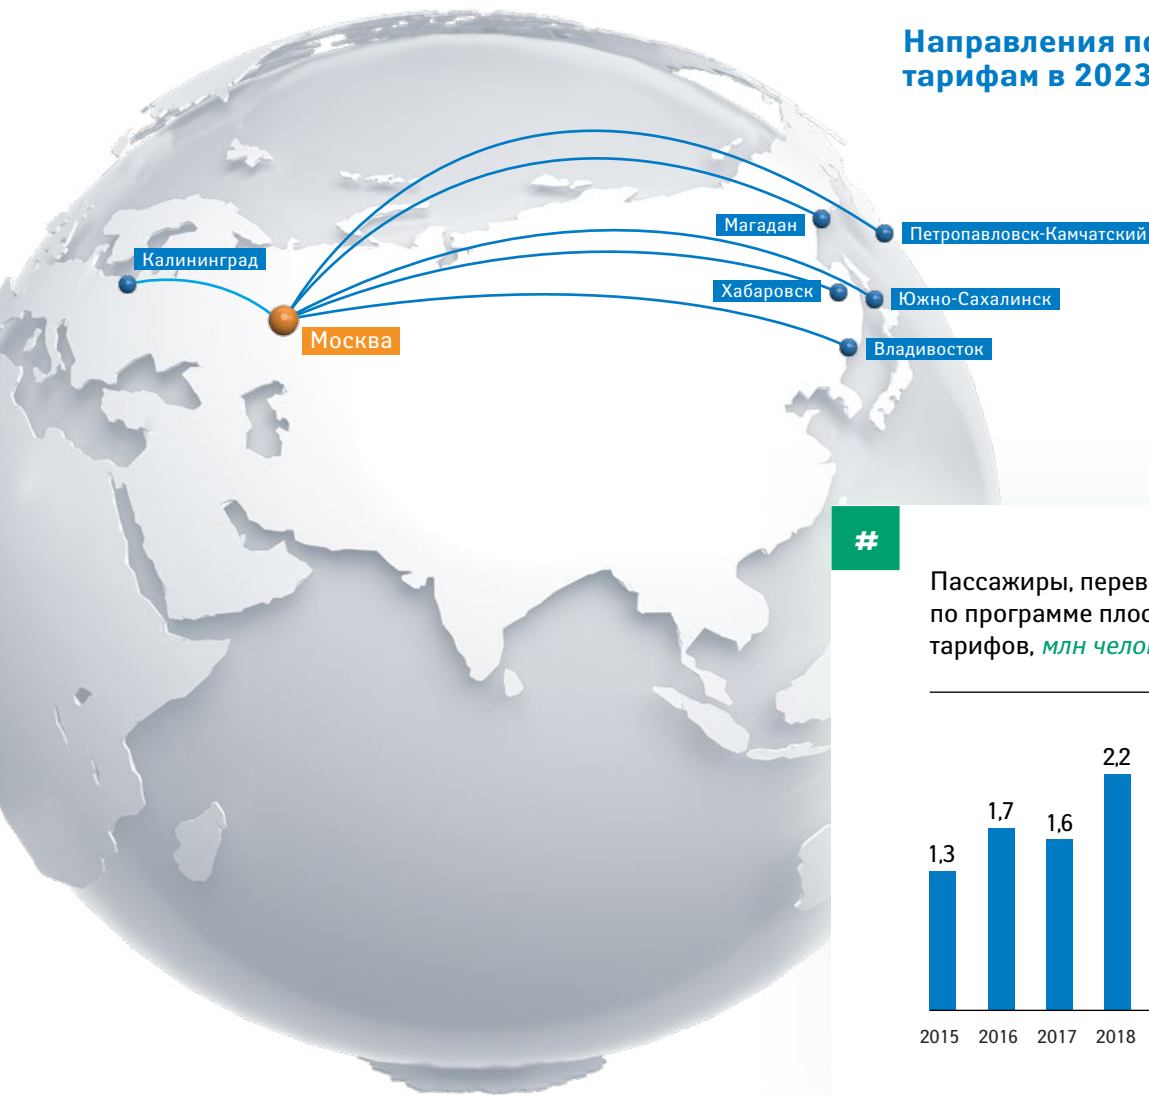 Направления по
тарифам в 2023
Магадан
Петропавловск-Камчатский
Калининград
Хабаровск
Южно-Сахалинск
Москва
Владивосток
#
Пассажиры, перев
по программе плос
тарифов, млн чело
2,2
1,7
1,6
1,3
2015 2016 2017 2018